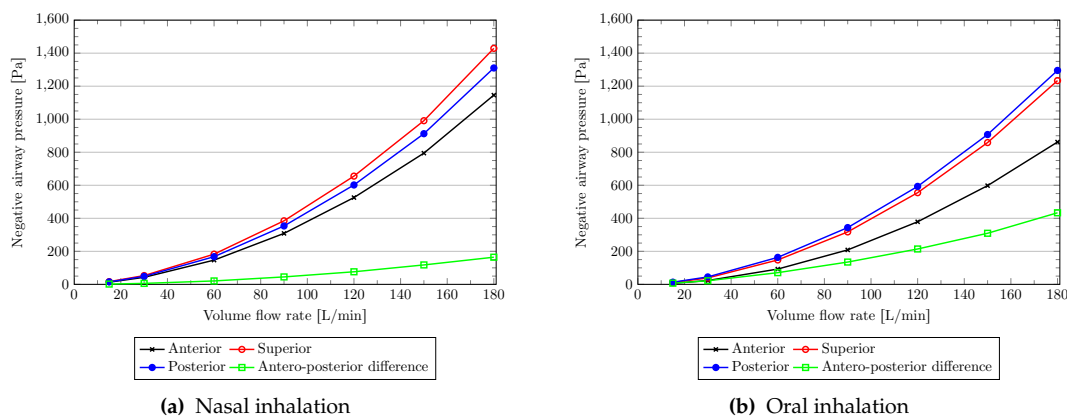 1,600
1,400
1,200
1,000
800
600
400
200
0
Negative airway pressure [Pa]
0 20 40 60 80 100 120 140 160 180
Volume flow rate [L/min]
Anterior Superior
Posterior Antero-posterior difference
(a) Nasal inhalation
1,600
1,400
1,200
1,000
800
600
400
200
0
Negative airway pressure [Pa]
0 20 40 60 80 100 120 140 160 180
Volume flow rate [L/min]
Anterior Superior
Posterior Antero-posterior difference
(b) Oral inhalation